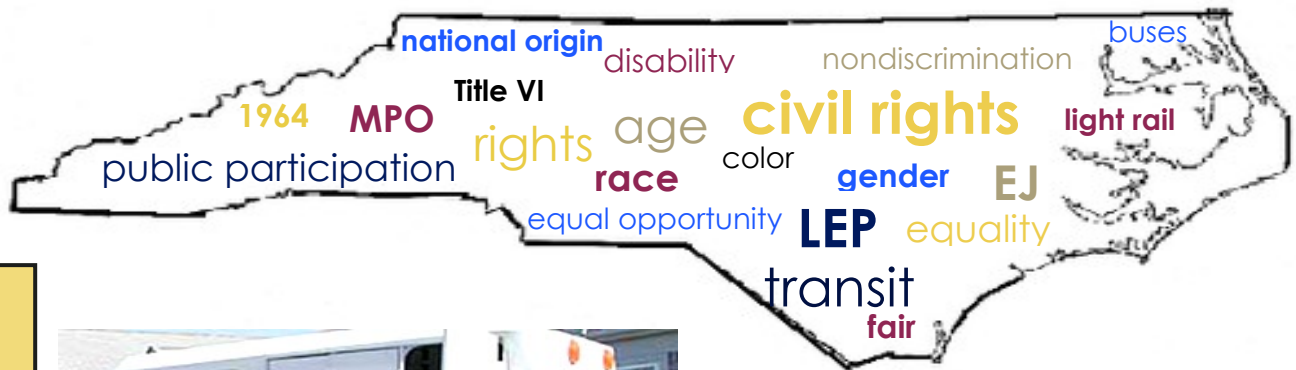 buses
national origin
disability
nondiscrimination
Title VI
civil rights
1964
MPO
light rail
rights
age
color
public participation
race
gender
EJ
equal opportunity
LEP
equality
transit
fair